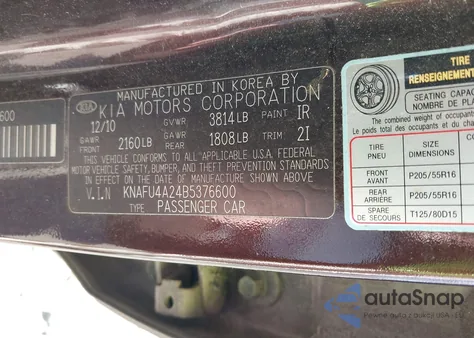 600
MANUFACTURED IN KOREA BY
KIA KIA MOTORS CORPORATION
12/10 GVWR 3814LB PAINT IR
GAWR FRONT 2160LB GAWR REAR 1808LB TRIM 2I
THIS VEHICLE CONFORMS TO ALL APPLICABLE U.S.A. FEDERAL
MOTOR VEHICLE SAFETY, BUMPER, AND THEFT PREVENTION STANDARDS
IN EFFECT ON THE DATE OF MANUFACTURE SHOWN ABOVE.
V.I.N KNAFU4A24B5376600
TYPE: PASSENGER CAR
TIRE
RENSEIGNEMENT
SEATING CAPAC
NOMBRE DE PL
The combined weight of occupants
Le poids total des occupants et du char
TIRE PNEU
SIZE DIMENSIONS
FRONT AVANT P205/55R16
REAR ARRIÈRE P205/55R16
SPARE DE SECOURS T125/80D15
autoSnap